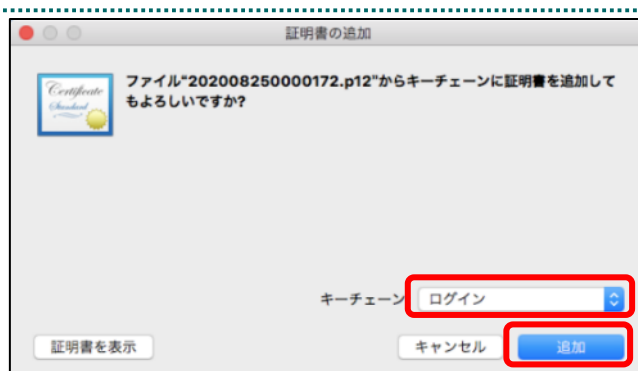 証明書の追加
Certificate
Standard
ファイル"202008250000172.p12"からキーチェーンに証明書を追加して
もよろしいですか?
キーチェーン ログイン
証明書を表示 キャンセル 追加